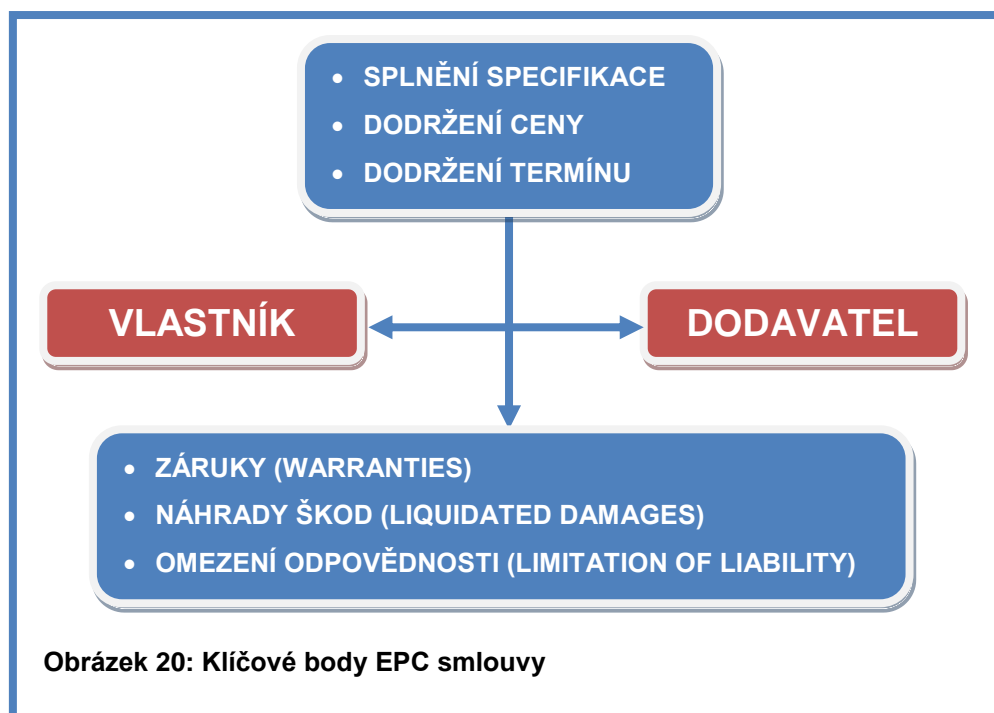 • SPLNĚNÍ SPECIFIKACE
• DODRŽENÍ CENY
• DODRŽENÍ TERMÍNU
VLASTNÍK
DODAVATEL
• ZÁRUKY (WARRANTIES)
• NÁHRADY ŠKOD (LIQUIDATED DAMAGES)
• OMEZENÍ ODPOVĚDNOSTI (LIMITATION OF LIABILITY)
Obrázek 20: Klíčové body EPC smlouvy